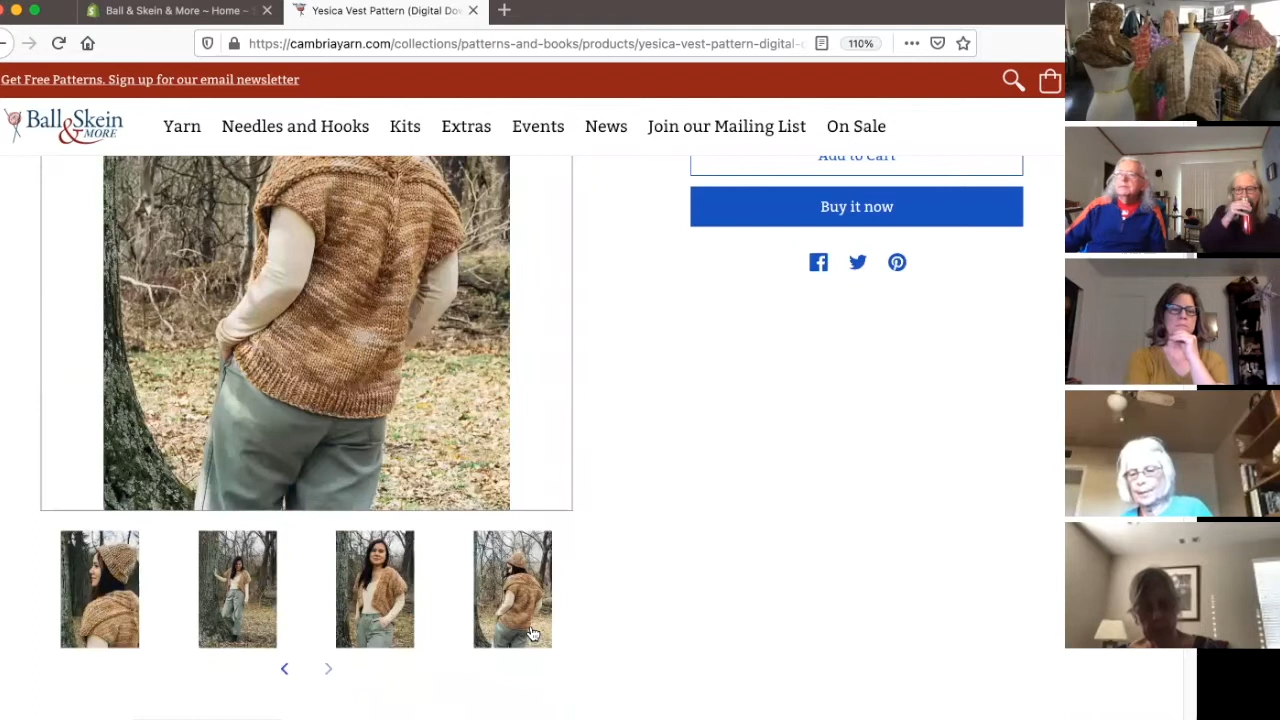 Ball & Skein & More ~ Home ~
Yesica Vest Pattern (Digital Do
https://cambriayarn.com/collections/patterns-and-books/products/yesica-vest-pattern-digital-
110%
Get Free Patterns. Sign up for our email newsletter
Ball & Skein
& MORE
Yarn
Needles and Hooks
Kits
Extras
Events
News
Join our Mailing List
On Sale
Add to Cart
Buy it now